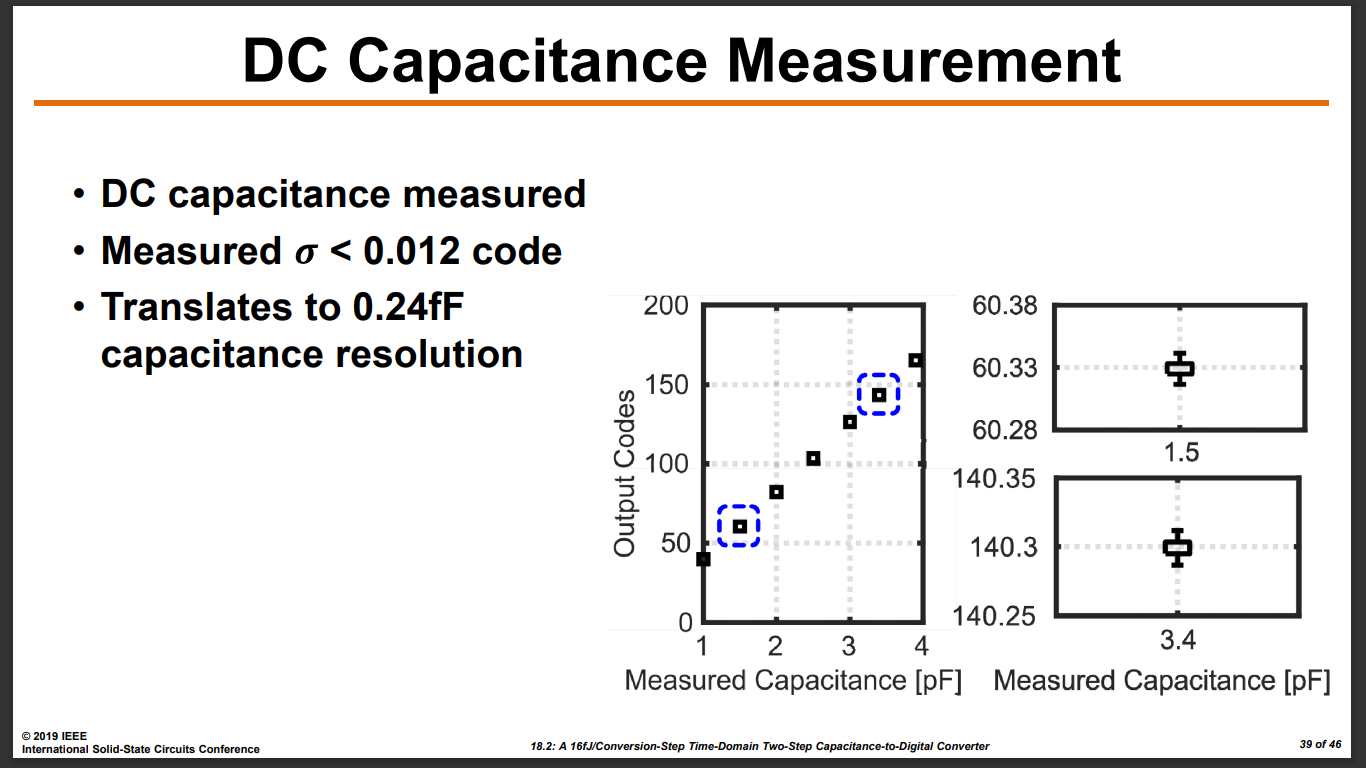 DC Capacitance Measurement
• DC capacitance measured
• Measured σ < 0.012 code
• Translates to 0.24fF
capacitance resolution
200
150
100
50
0
Output Codes
1 2 3 4
Measured Capacitance [pF]
60.38
60.33
60.28
1.5
140.35
140.3
140.25
3.4
Measured Capacitance [pF]
© 2019 IEEE
International Solid-State Circuits Conference
18.2: A 16fJ/Conversion-Step Time-Domain Two-Step Capacitance-to-Digital Converter
39 of 46